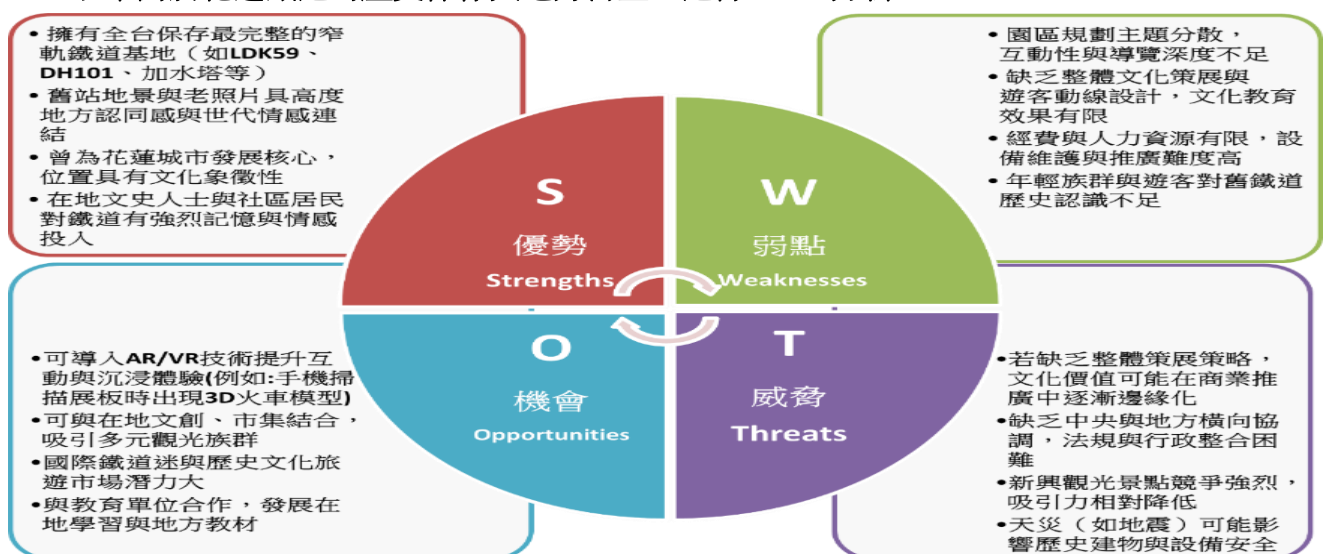 • 擁有全台保存最完整的窄
軌鐵道基地（如LDK59、
DH101、加水塔等）
• 舊站地景與老照片具高度
地方認同感與世代情感連
結
• 曾為花蓮城市發展核心，
位置具有文化象徵性
• 在地文史人士與社區居民
對鐵道有強烈記憶與情感
投入
S
優勢
Strengths
• 園區規劃主題分散，
互動性與導覽深度不足
• 缺乏整體文化策展與
遊客動線設計，文化教育
效果有限
• 經費與人力資源有限，設
備維護與推廣難度高
• 年輕族群與遊客對舊鐵道
歷史認識不足
W
弱點
Weaknesses
•可導入AR/VR技術提升互
動與沉浸體驗(例如:手機掃
描展板時出現3D火車模型)
•可與在地文創、市集結合，
吸引多元觀光族群
•國際鐵道迷與歷史文化旅
遊市場潛力大
•與教育單位合作，發展在
地學習與地方教材
O
機會
Opportunities
•若缺乏整體策展策略，
文化價值可能在商業推
廣中逐漸邊緣化
•缺乏中央與地方橫向協
調，法規與行政整合困
難
•新興觀光景點競爭強烈，
吸引力相對降低
•天災（如地震）可能影
響歷史建物與設備安全
T
威脅
Threats